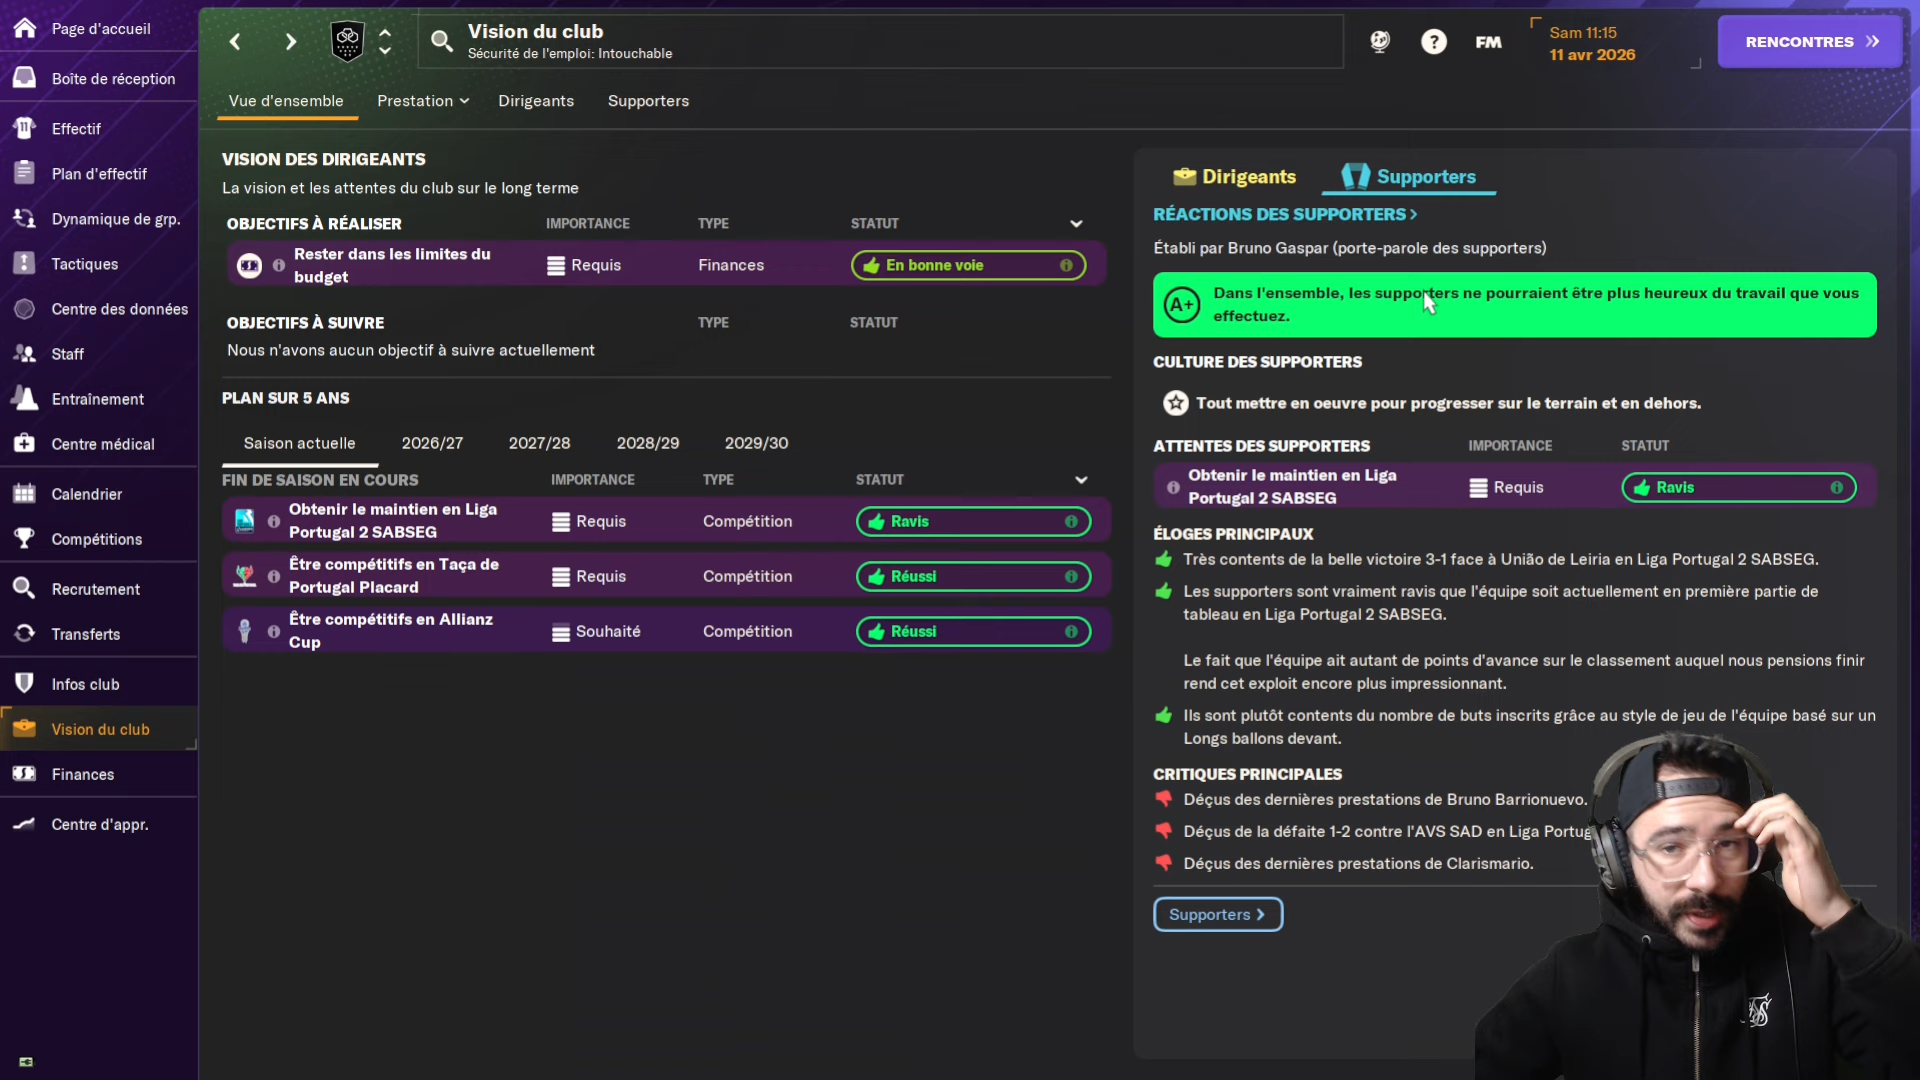 Page d'accueil
Boîte de réception
Effectif
Plan d'effectif
Dynamique de grp.
Tactiques
Centre des données
Staff
Entraînement
Centre médical
Calendrier
Compétitions
Recrutement
Transferts
Infos club
Vision du club
Finances
Centre d'appr.
Vision du club
Sécurité de l'emploi: Intouchable
?
FM
Sam 11:15
11 avr 2026
RENCONTRES
Vue d'ensemble
Prestation
Dirigeants
Supporters
VISION DES DIRIGEANTS
La vision et les attentes du club sur le long terme
OBJECTIFS À RÉALISER IMPORTANCE TYPE STATUT
Rester dans les limites du
budget
Requis
Finances
En bonne voie
OBJECTIFS À SUIVRE TYPE STATUT
Nous n'avons aucun objectif à suivre actuellement
PLAN SUR 5 ANS
Saison actuelle 2026/27 2027/28 2028/29 2029/30
FIN DE SAISON EN COURS IMPORTANCE TYPE STATUT
Obtenir le maintien en Liga
Portugal 2 SABSEG
Requis
Compétition
Ravis
Être compétitifs en Taça de
Portugal Placard
Requis
Compétition
Réussi
Être compétitifs en Allianz
Cup
Souhaité
Compétition
Réussi
Dirigeants
Supporters
RÉACTIONS DES SUPPORTERS >
Établi par Bruno Gaspar (porte-parole des supporters)
A+
Dans l'ensemble, les supporters ne pourraient être plus heureux du travail que vous
effectuez.
CULTURE DES SUPPORTERS
Tout mettre en oeuvre pour progresser sur le terrain et en dehors.
ATTENTES DES SUPPORTERS IMPORTANCE STATUT
Obtenir le maintien en Liga
Portugal 2 SABSEG
Requis
Ravis
ÉLOGES PRINCIPAUX
Très contents de la belle victoire 3-1 face à União de Leiria en Liga Portugal 2 SABSEG.
Les supporters sont vraiment ravis que l'équipe soit actuellement en première partie de
tableau en Liga Portugal 2 SABSEG.
Le fait que l'équipe ait autant de points d'avance sur le classement auquel nous pensions finir
rend cet exploit encore plus impressionnant.
Ils sont plutôt contents du nombre de buts inscrits grâce au style de jeu de l'équipe basé sur un
Longs ballons devant.
CRITIQUES PRINCIPALES
Déçus des dernières prestations de Bruno Barrionuevo.
Déçus de la défaite 1-2 contre l'AVS SAD en Liga
Déçus des dernières prestations de Clarismario.
Supporters >